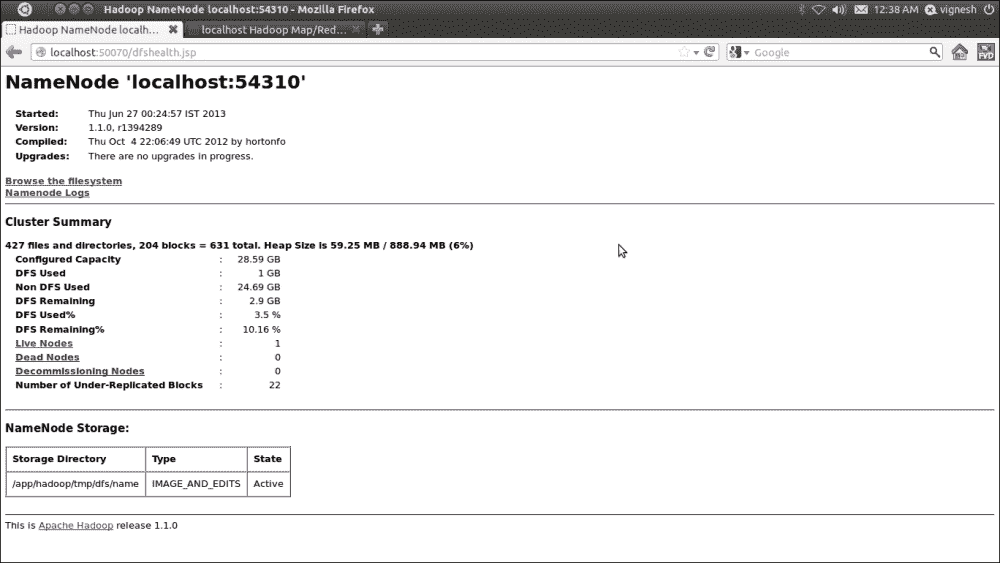 Hadoop NameNode localhost:54310 - Mozilla Firefox
12:38 AM vignesh
Hadoop NameNode localh...
localhost Hadoop Map/Red...
localhost:50070/dfshealth.jsp
Google
NameNode 'localhost:54310'
Started: Thu Jun 27 00:24:57 IST 2013
Version: 1.1.0, r1394289
Compiled: Thu Oct 4 22:06:49 UTC 2012 by hortonfo
Upgrades: There are no upgrades in progress.
Browse the filesystem
Namenode Logs
Cluster Summary
427 files and directories, 204 blocks = 631 total. Heap Size is 59.25 MB / 888.94 MB (6%)
Configured Capacity : 28.59 GB
DFS Used : 1 GB
Non DFS Used : 24.69 GB
DFS Remaining : 2.9 GB
DFS Used% : 3.5 %
DFS Remaining% : 10.16 %
Live Nodes : 1
Dead Nodes : 0
Decommissioning Nodes : 0
Number of Under-Replicated Blocks : 22
NameNode Storage:
Storage Directory Type State
/app/hadoop/tmp/dfs/name IMAGE_AND_EDITS Active
This is Apache Hadoop release 1.1.0